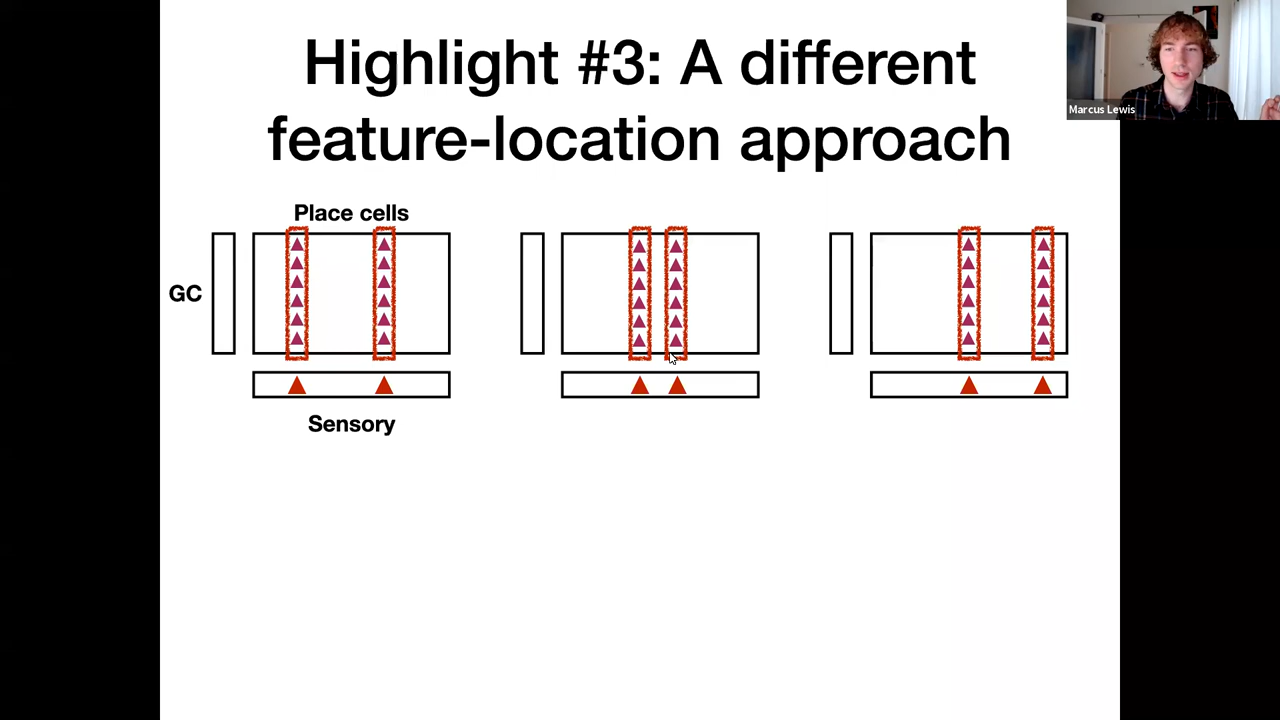 Highlight #3: A different
feature-location approach
Marcus Lewis
Place cells
GC
Sensory